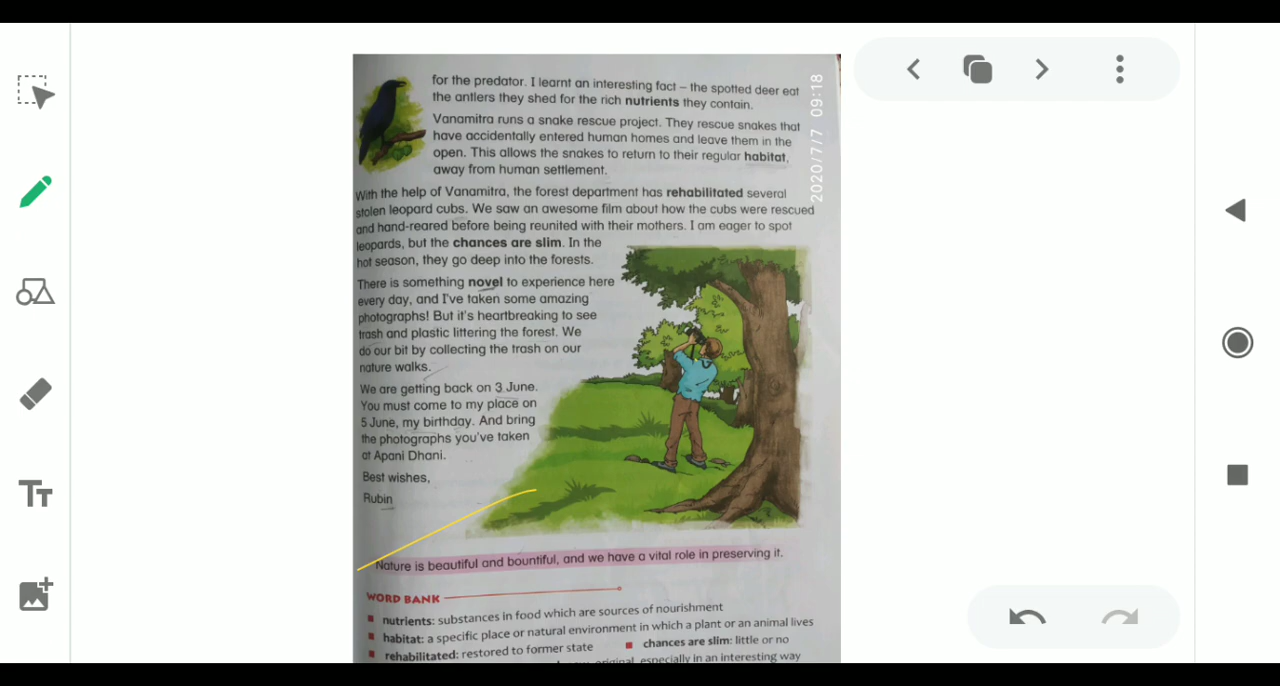 for the predator. I learnt an interesting fact – the spotted deer eat
the antlers they shed for the rich nutrients they contain.
Vanamitra runs a snake rescue project. They rescue snakes that
have accidentally entered human homes and leave them in the
open. This allows the snakes to return to their regular habitat,
away from human settlement.
With the help of Vanamitra, the forest department has rehabilitated several
stolen leopard cubs. We saw an awesome film about how the cubs were rescued
and hand-reared before being reunited with their mothers. I am eager to spot
leopards, but the chances are slim. In the
hot season, they go deep into the forests.
There is something novel to experience here
every day, and I've taken some amazing
photographs! But it's heartbreaking to see
trash and plastic littering the forest. We
do our bit by collecting the trash on our
nature walks.
We are getting back on 3 June.
You must come to my place on
5 June, my birthday. And bring
the photographs you've taken
at Apani Dhani.
Best wishes,
Rubin
Nature is beautiful and bountiful, and we have a vital role in preserving it.
WORD BANK
nutrients: substances in food which are sources of nourishment
habitat: a specific place or natural environment in which a plant or an animal lives
rehabilitated: restored to former state
chances are slim: little or no
original, especially in an interesting way
2020/7/7 09:18
TT